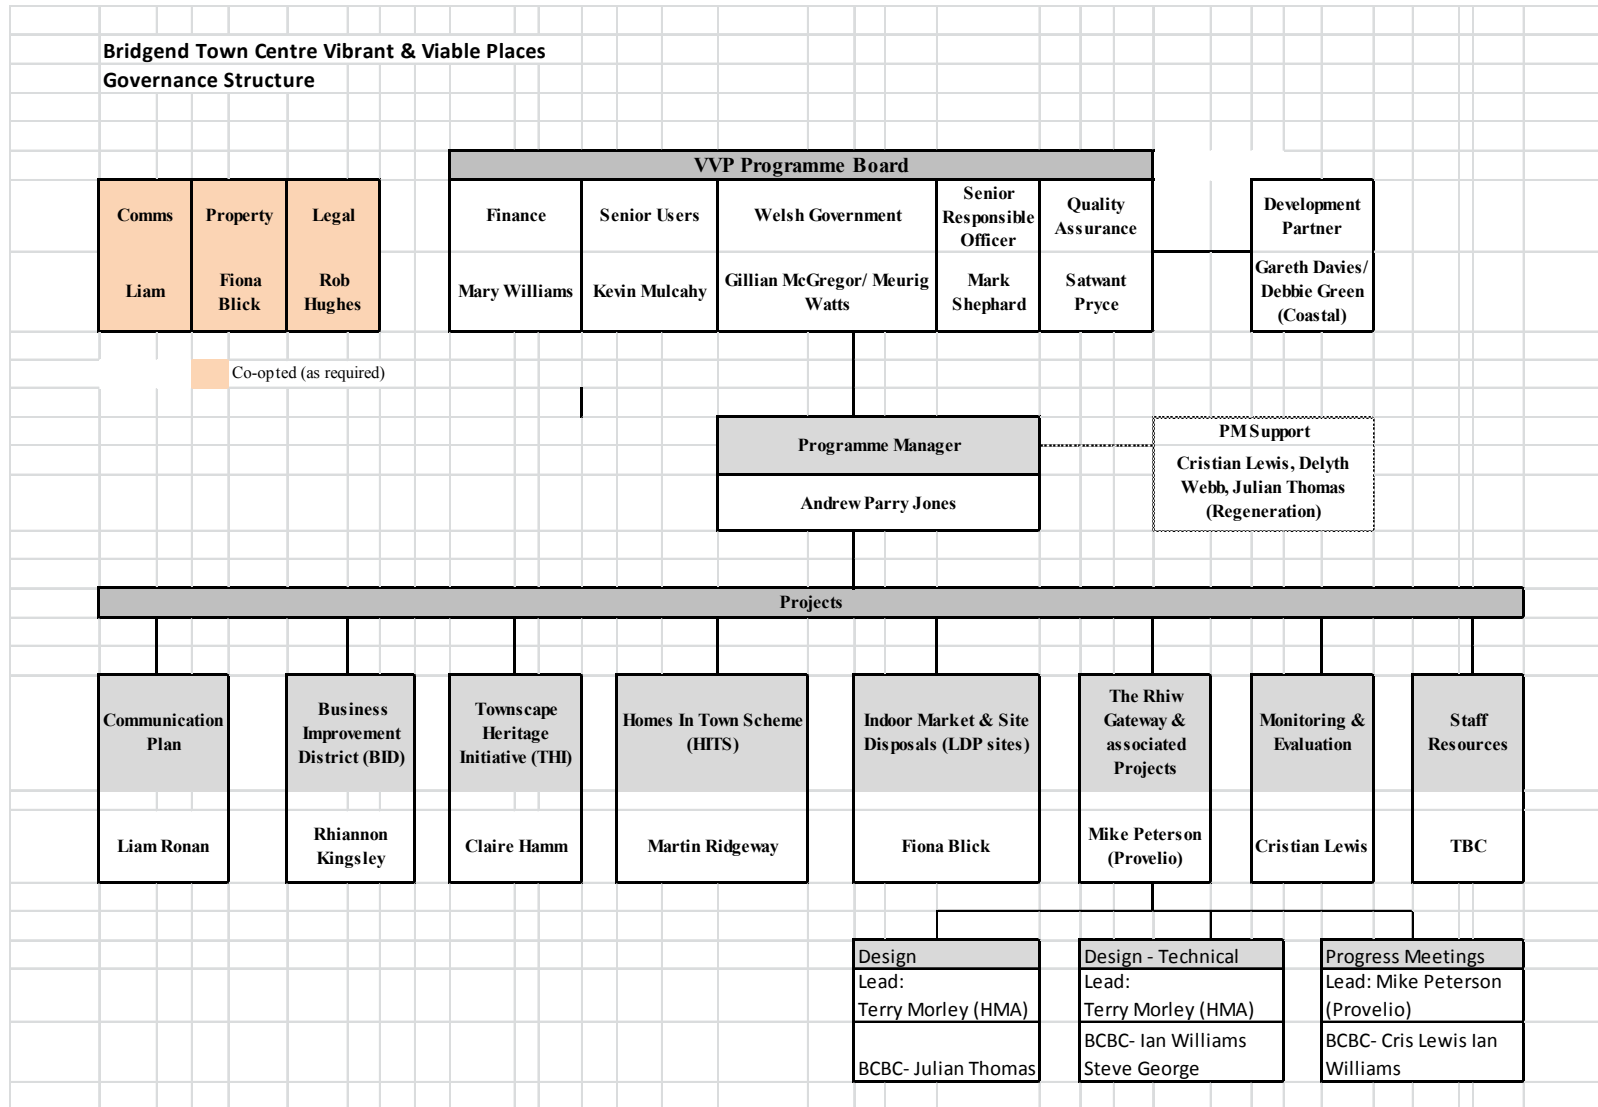 Bridgend Town Centre Vibrant & Viable Places
Governance Structure
VVP Programme Board
Comms
Liam
Property
Fiona
Blick
Legal
Rob
Hughes
Finance
Mary Williams
Senior Users
Kevin Mulcahy
Welsh Government
Gillian McGregor/ Meurig
Watts
Senior
Responsible
Officer
Mark
Shephard
Quality
Assurance
Satwant
Pryce
Development
Partner
Gareth Davies/
Debbie Green
(Coastal)
Co-opted (as required)
Programme Manager
Andrew Parry Jones
PM Support
Cristian Lewis, Delyth
Webb, Julian Thomas
(Regeneration)
Projects
Communication
Plan
Liam Ronan
Business
Improvement
District (BID)
Rhiannon
Kingsley
Townscape
Heritage
Initiative (THI)
Claire Hamm
Homes In Town Scheme
(HITS)
Martin Ridgeway
Indoor Market & Site
Disposals (LDP sites)
Fiona Blick
The Rhiw
Gateway &
associated
Projects
Mike Peterson
(Provelio)
Monitoring &
Evaluation
Cristian Lewis
Staff
Resources
TBC
Design
Lead:
Terry Morley (HMA)
BCBC- Julian Thomas
Design - Technical
Lead:
Terry Morley (HMA)
BCBC- Ian Williams
Steve George
Progress Meetings
Lead: Mike Peterson
(Provelio)
BCBC- Cris Lewis Ian
Williams